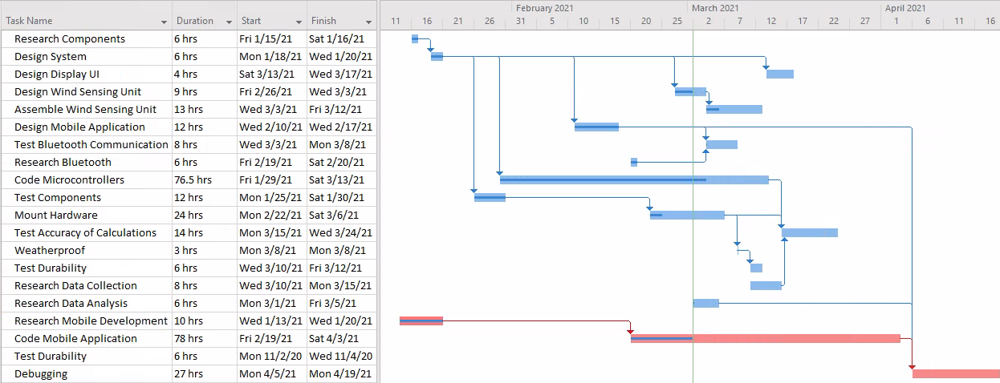 February 2021 March 2021 April 2021
Task Name Duration Start Finish 11 16 21 26 31 5 10 15 20 25 2 7 12 17 22 27 1 6 11 16
Research Components 6 hrs Fri 1/15/21 Sat 1/16/21
Design System 6 hrs Mon 1/18/21 Wed 1/20/21
Design Display UI 4 hrs Sat 3/13/21 Wed 3/17/21
Design Wind Sensing Unit 9 hrs Fri 2/26/21 Wed 3/3/21
Assemble Wind Sensing Unit 13 hrs Wed 3/3/21 Fri 3/12/21
Design Mobile Application 12 hrs Wed 2/10/21 Wed 2/17/21
Test Bluetooth Communication 8 hrs Wed 3/3/21 Mon 3/8/21
Research Bluetooth 6 hrs Fri 2/19/21 Sat 2/20/21
Code Microcontrollers 76.5 hrs Fri 1/29/21 Sat 3/13/21
Test Components 12 hrs Mon 1/25/21 Sat 1/30/21
Mount Hardware 24 hrs Mon 2/22/21 Sat 3/6/21
Test Accuracy of Calculations 14 hrs Mon 3/15/21 Wed 3/24/21
Weatherproof 3 hrs Mon 3/8/21 Mon 3/8/21
Test Durability 6 hrs Wed 3/10/21 Fri 3/12/21
Research Data Collection 8 hrs Wed 3/10/21 Mon 3/15/21
Research Data Analysis 6 hrs Mon 3/1/21 Fri 3/5/21
Research Mobile Development 10 hrs Wed 1/13/21 Wed 1/20/21
Code Mobile Application 78 hrs Fri 2/19/21 Sat 4/3/21
Test Durability 6 hrs Mon 11/2/20 Wed 11/4/20
Debugging 27 hrs Mon 4/5/21 Mon 4/19/21